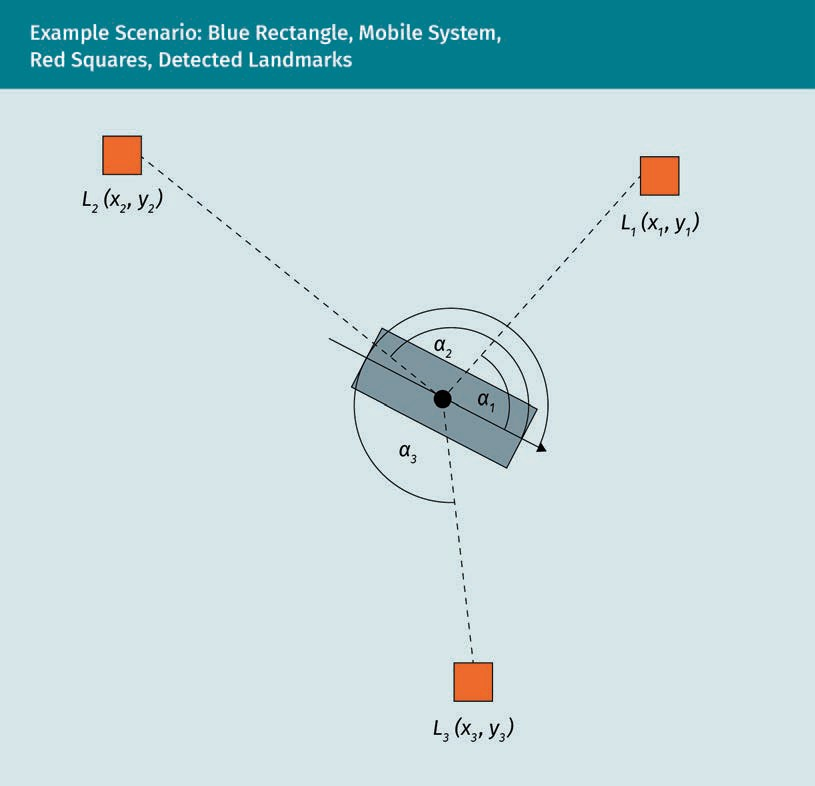 Example Scenario: Blue Rectangle, Mobile System,
Red Squares, Detected Landmarks
L₂ (x₂, y₂)
L₁ (x₁, y₁)
α₂
α₁
α₃
L₃ (x₃, y₃)